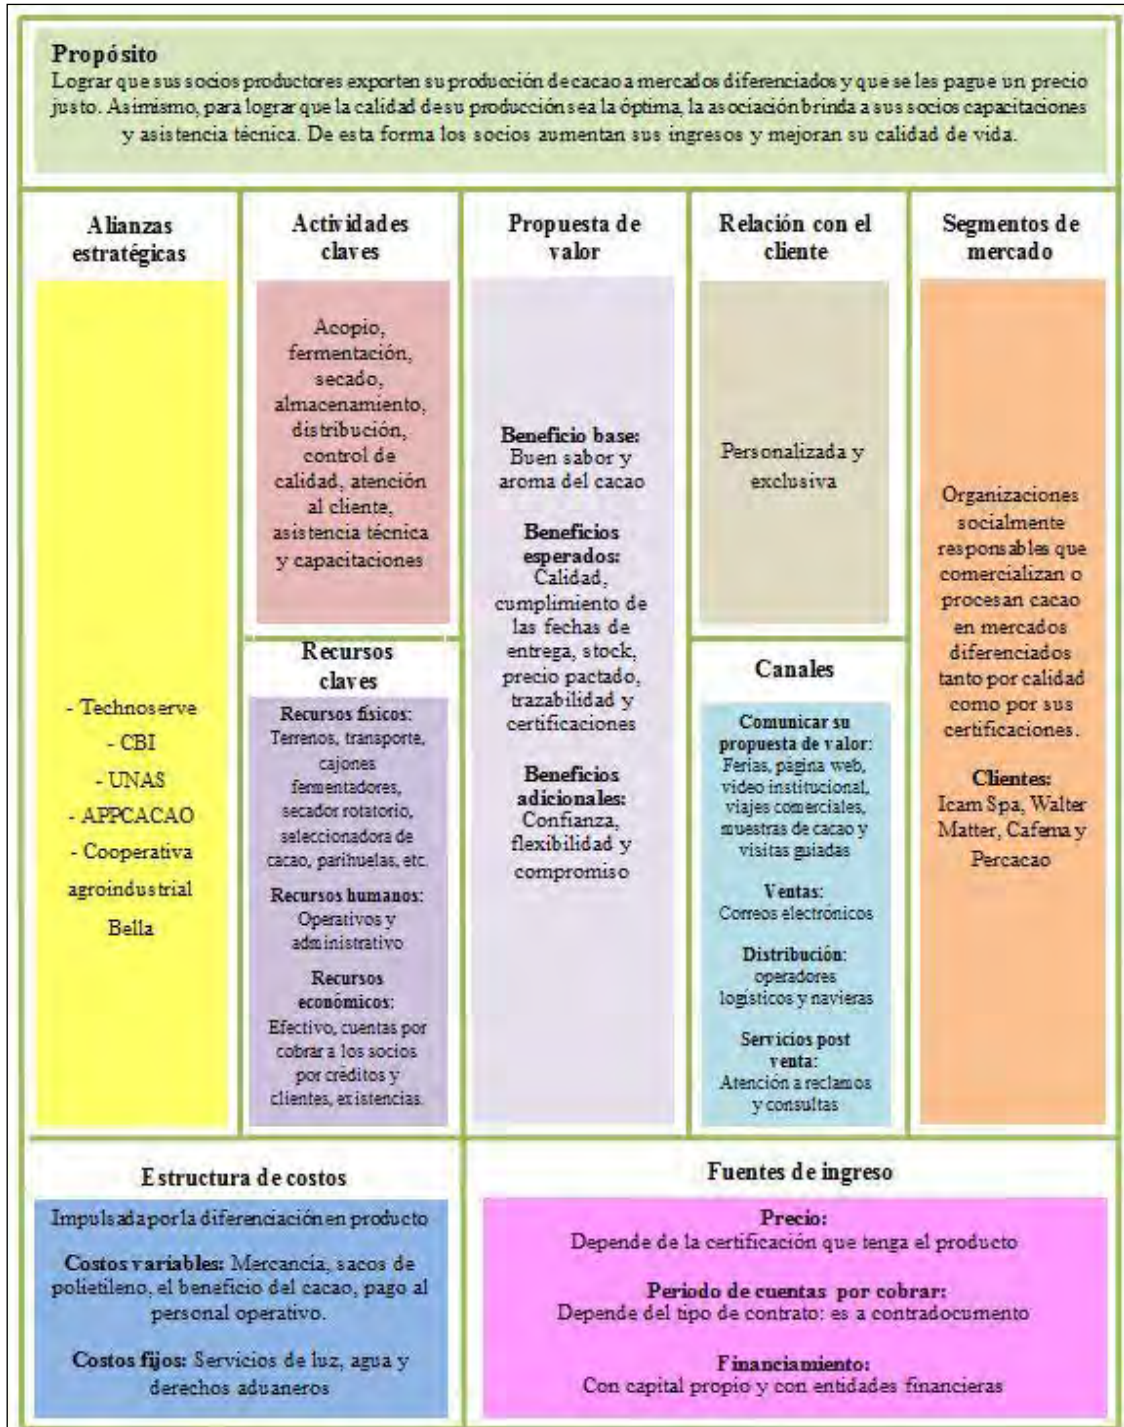 Propósito
Lograr que sus socios productores exporten su producción de cacao a mercados diferenciados y que se les pague un precio
justo. Asimismo, para lograr que la calidad de su producción sea la óptima, la asociación brinda a sus socios capacitaciones
y asistencia técnica. De esta forma los socios aumentan sus ingresos y mejoran su calidad de vida.
Alianzas
estratégicas
- Technoserve
- CBI
- UNAS
- APPCACAO
- Cooperativa
agroindustrial
Bella
Actividades
claves
Acopio,
fermentación,
secado,
almacenamiento,
distribución,
control de
calidad, atención
al cliente,
asistencia técnica
y capacitaciones
Recursos
claves
Recursos físicos:
Terrenos, transporte,
cajones
fermentadores,
secador rotatorio,
seleccionadora de
cacao, parihuelas, etc.
Recursos humanos:
Operativos y
administrativo
Recursos
económicos:
Efectivo, cuentas por
cobrar a los socios
por créditos y
clientes, existencias.
Propuesta de
valor
Beneficio base:
Buen sabor y
aroma del cacao
Beneficios
esperados:
Calidad,
cumplimiento de
las fechas de
entrega, stock,
precio pactado,
trazabilidad y
certificaciones
Beneficios
adicionales:
Confianza,
flexibilidad y
compromiso
Relación con el
cliente
Personalizada y
exclusiva
Canales
Comunicar su
propuesta de valor:
Ferias, página web,
video institucional,
viajes comerciales,
muestras de cacao y
visitas guiadas
Ventas:
Correos electrónicos
Distribución:
operadores
logísticos y navieras
Servicios post
venta:
Atención a reclamos
y consultas
Segmentos de
mercado
Organizaciones
socialmente
responsables que
comercializan o
procesan cacao
en mercados
diferenciados
tanto por calidad
como por sus
certificaciones.
Clientes:
Icam Spa, Walter
Matter, Cafema y
Percacao
Estructura de costos
Impulsada por la diferenciación en producto
Costos variables: Mercancía, sacos de
polietileno, el beneficio del cacao, pago al
personal operativo.
Costos fijos: Servicios de luz, agua y
derechos aduaneros
Fuentes de ingreso
Precio:
Depende de la certificación que tenga el producto
Periodo de cuentas por cobrar:
Depende del tipo de contrato: es a contradocumento
Financiamiento:
Con capital propio y con entidades financieras